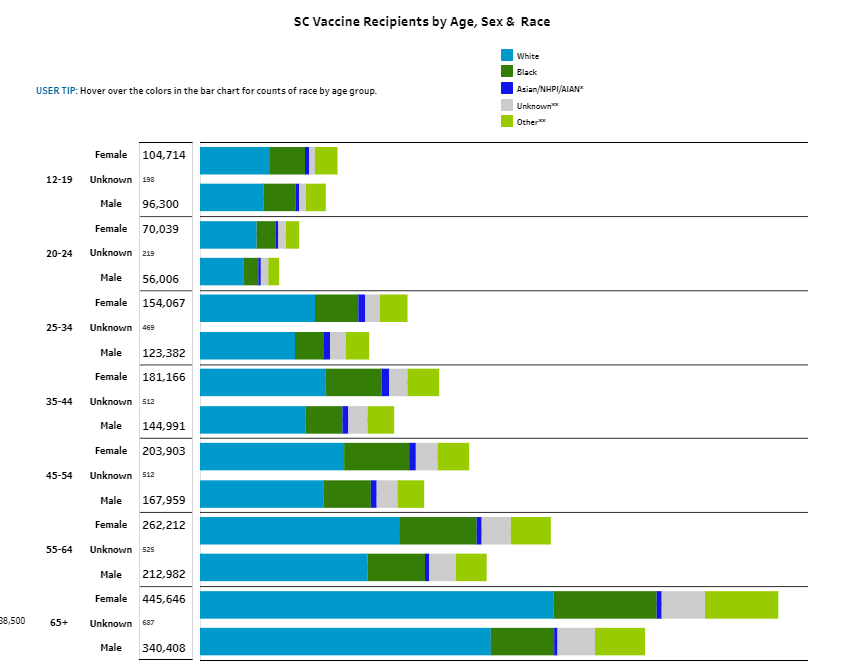 SC Vaccine Recipients by Age, Sex & Race
White
Black
USER TIP: Hover over the colors in the bar chart for counts of race by age group.
Asian/NHPI/AIAN*
Unknown**
Other**
Female 104,714
12-19 Unknown 198
Male 96,300
Female 70,039
20-24 Unknown 219
Male 56,006
Female 154,067
25-34 Unknown 469
Male 123,382
Female 181,166
35-44 Unknown 512
Male 144,991
Female 203,903
45-54 Unknown 512
Male 167,959
Female 262,212
55-64 Unknown 525
Male 212,982
Female 445,646
38,500 65+ Unknown 687
Male 340,408